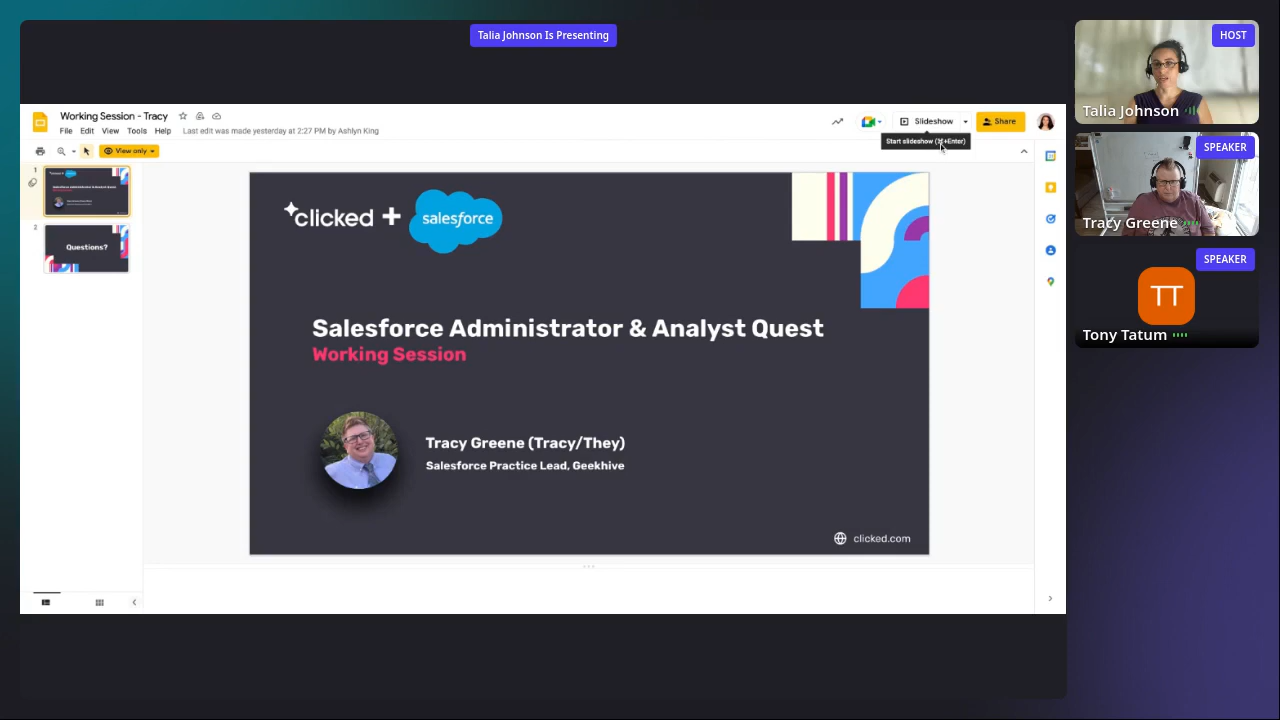 Talia Johnson Is Presenting
HOST
Talia Johnson
SPEAKER
Tracy Greene
SPEAKER
TT
Tony Tatum
Working Session - Tracy
File Edit View Tools Help
Last edit was made yesterday at 2:27 PM by Ashlyn King
Slideshow
Share
Start slideshow (⌘+Enter)
View only
1
2
Questions?
clicked + salesforce
Salesforce Administrator & Analyst Quest
Working Session
Tracy Greene (Tracy/They)
Salesforce Practice Lead, Geekhive
clicked.com